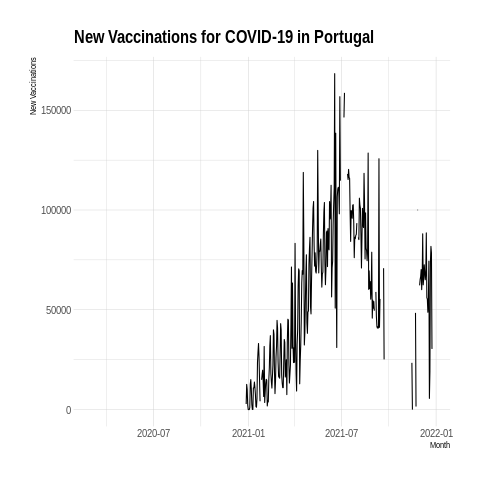 New Vaccinations for COVID-19 in Portugal
New Vaccinations
150000
100000
50000
0
2020-07
2021-01
2021-07
2022-01
Month